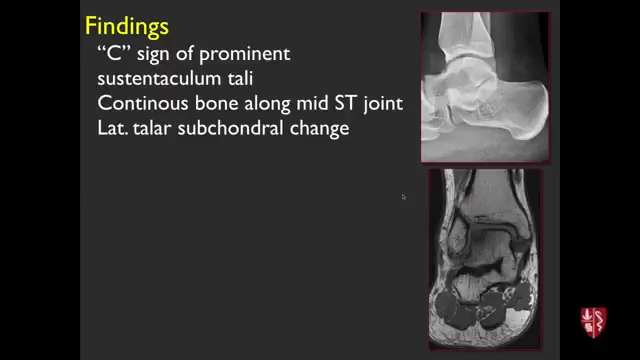 Findings
"C" sign of prominent
sustentaculum tali
Continous bone along mid ST joint
Lat. talar subchondral change